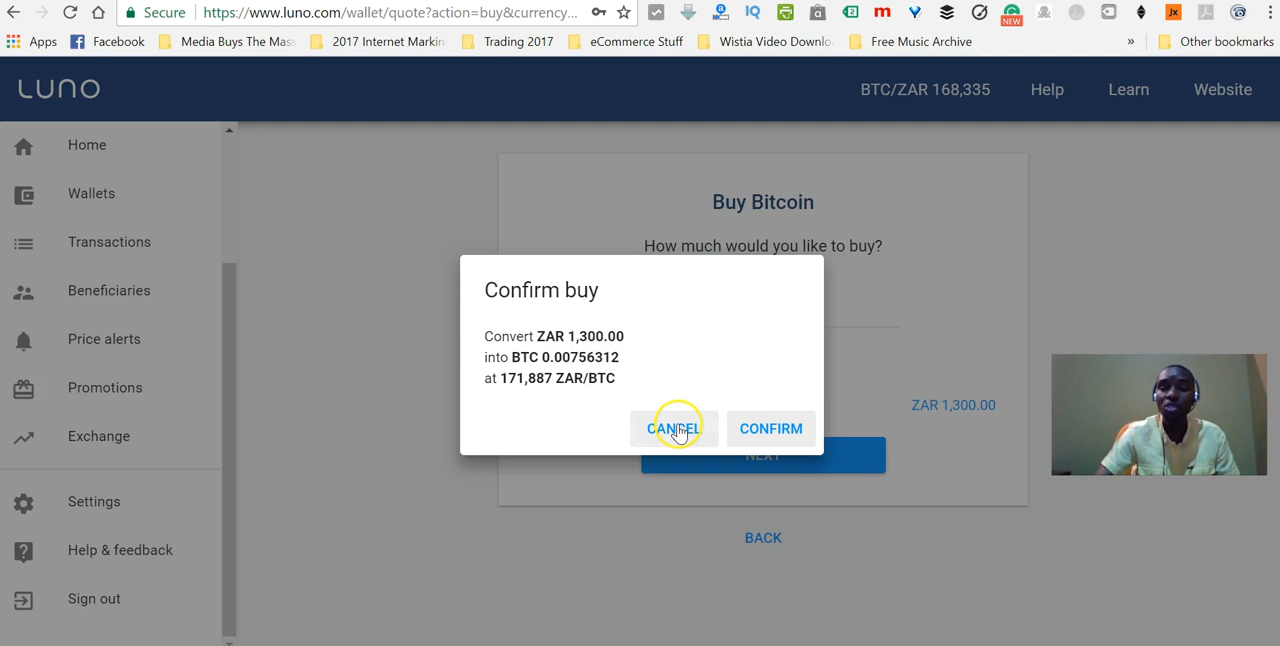 Secure https://www.luno.com/wallet/quote?action=buy&currency...
Apps Facebook Media Buys The Mass 2017 Internet Markin Trading 2017 eCommerce Stuff Wistia Video Downlo Free Music Archive » Other bookmarks
LUNO BTC/ZAR 168,335 Help Learn Website
Home
Wallets
Transactions
Beneficiaries
Price alerts
Promotions
Exchange
Settings
Help & feedback
Sign out
Buy Bitcoin
How much would you like to buy?
Confirm buy
Convert ZAR 1,300.00
into BTC 0.00756312
at 171,887 ZAR/BTC
CANCEL CONFIRM
ZAR 1,300.00
NEXT
BACK